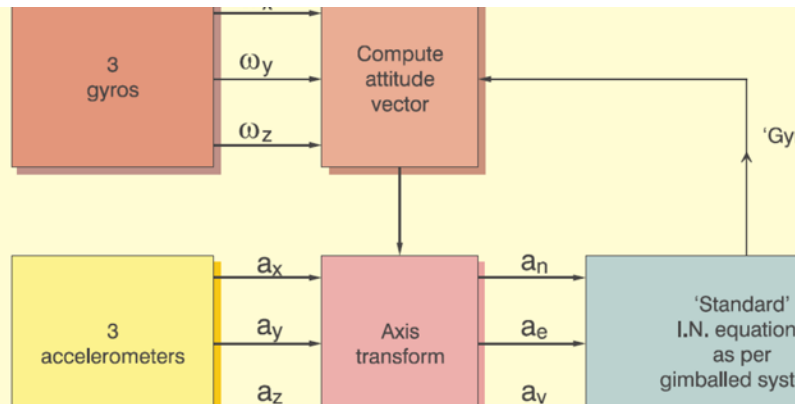 3
gyros
ωy
ωz
Compute
attitude
vector
'Gy
3
accelerometers
ax
ay
az
Axis
transform
an
ae
av
'Standard'
I.N. equation
as per
gimballed syst